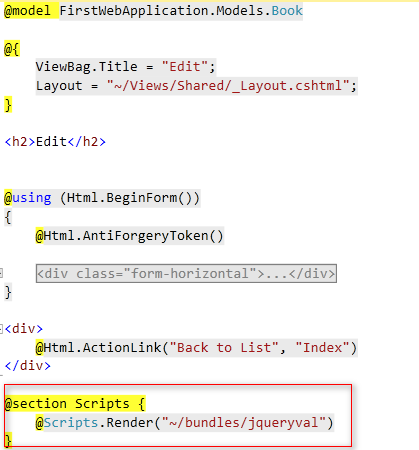 @model FirstWebApplication.Models.Book
@{
ViewBag.Title = "Edit";
Layout = "~/Views/Shared/_Layout.cshtml";
}
<h2>Edit</h2>
@using (Html.BeginForm())
{
@Html.AntiForgeryToken()
<div class="form-horizontal">...</div>
}
<div>
@Html.ActionLink("Back to List", "Index")
</div>
@section Scripts {
@Scripts.Render("~/bundles/jqueryval")
}